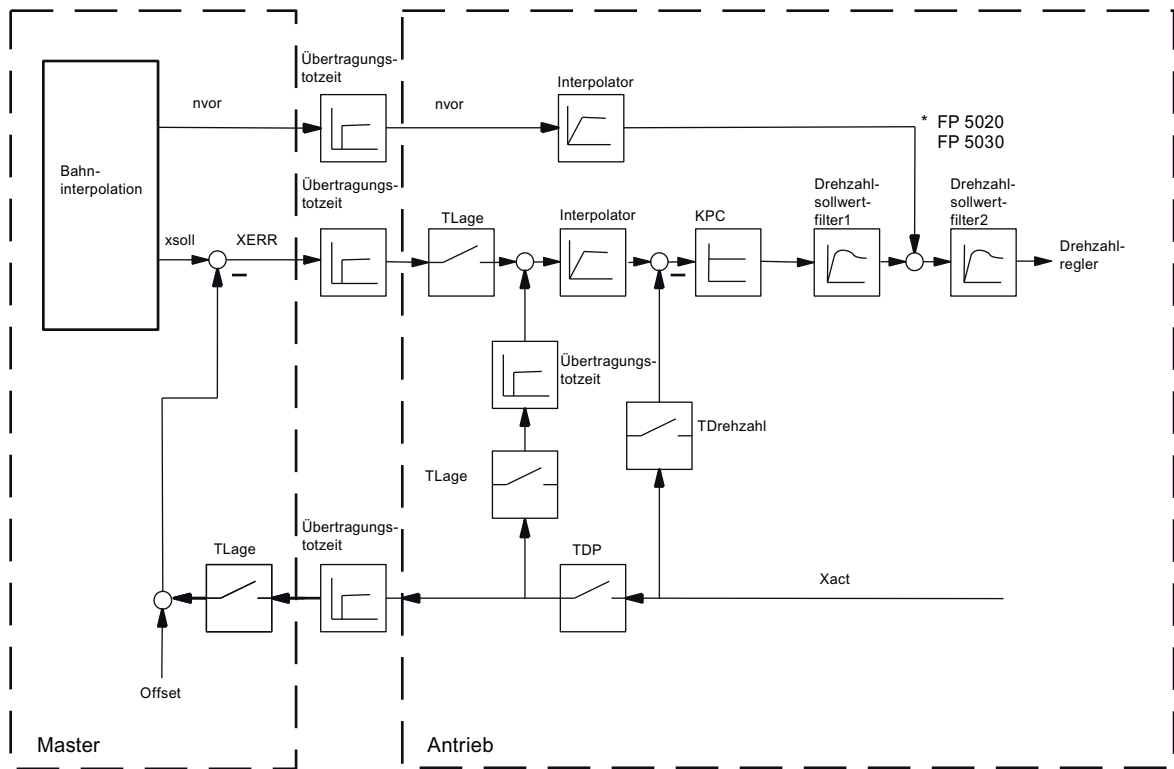 Übertragungs-
totzeit
nvor
nvor
Interpolator
* FP 5020
FP 5030
Bahn-
interpolation
Übertragungs-
totzeit
xsoll
XERR
TLage
Interpolator
KPC
Drehzahl-
sollwert-
filter1
Drehzahl-
sollwert-
filter2
Drehzahl-
regler
Übertragungs-
totzeit
TDrehzahl
TLage
Übertragungs-
totzeit
TLage
TDP
Xact
Offset
Master
Antrieb